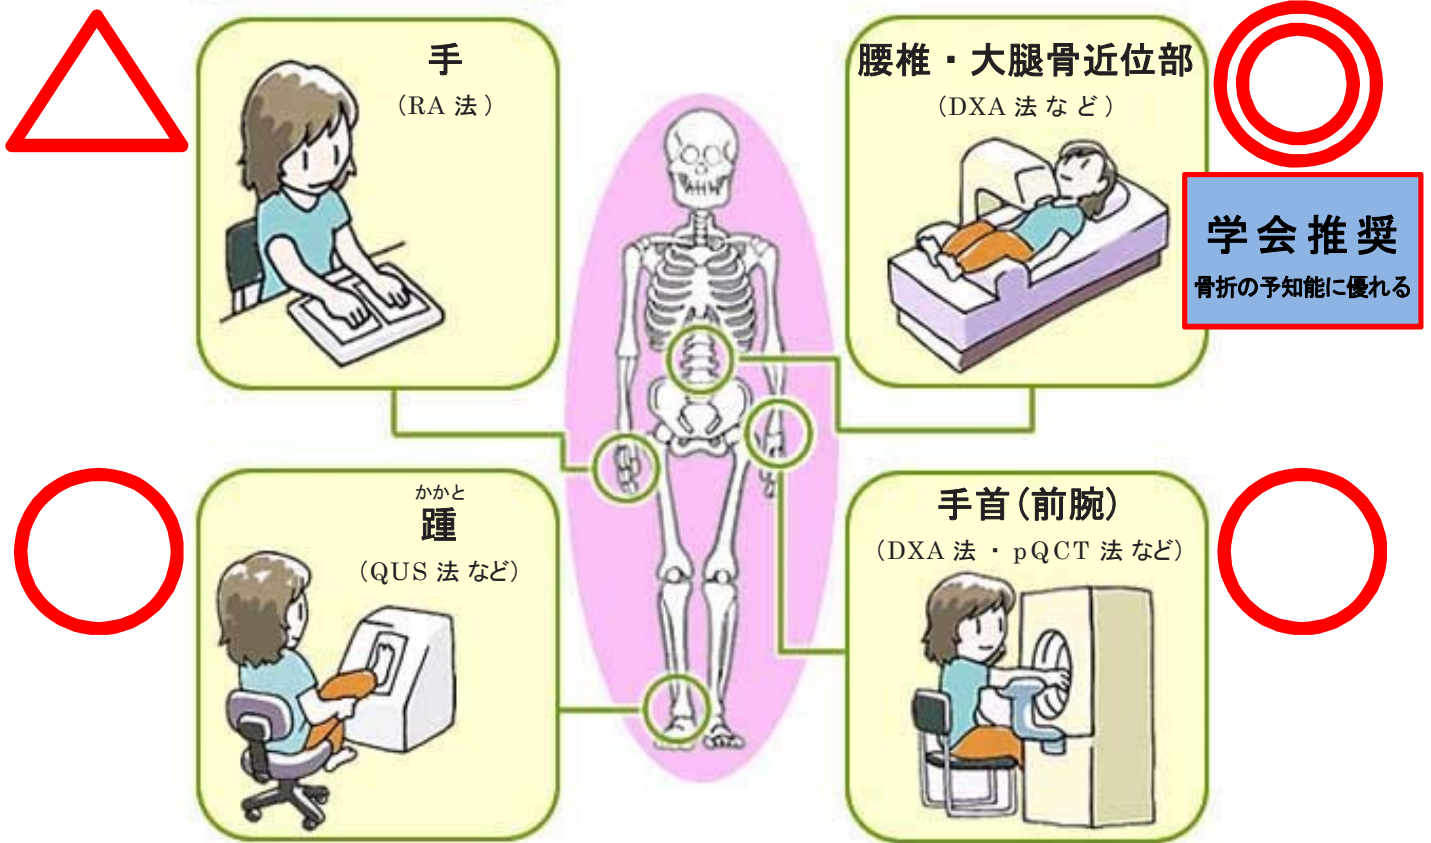 手
（RA 法）
腰椎・大腿骨近位部
（DXA 法など）
学会推奨
骨折の予知能に優れる
かかと
踵
（QUS 法など）
手首（前腕）
（DXA 法・pQCT 法など）